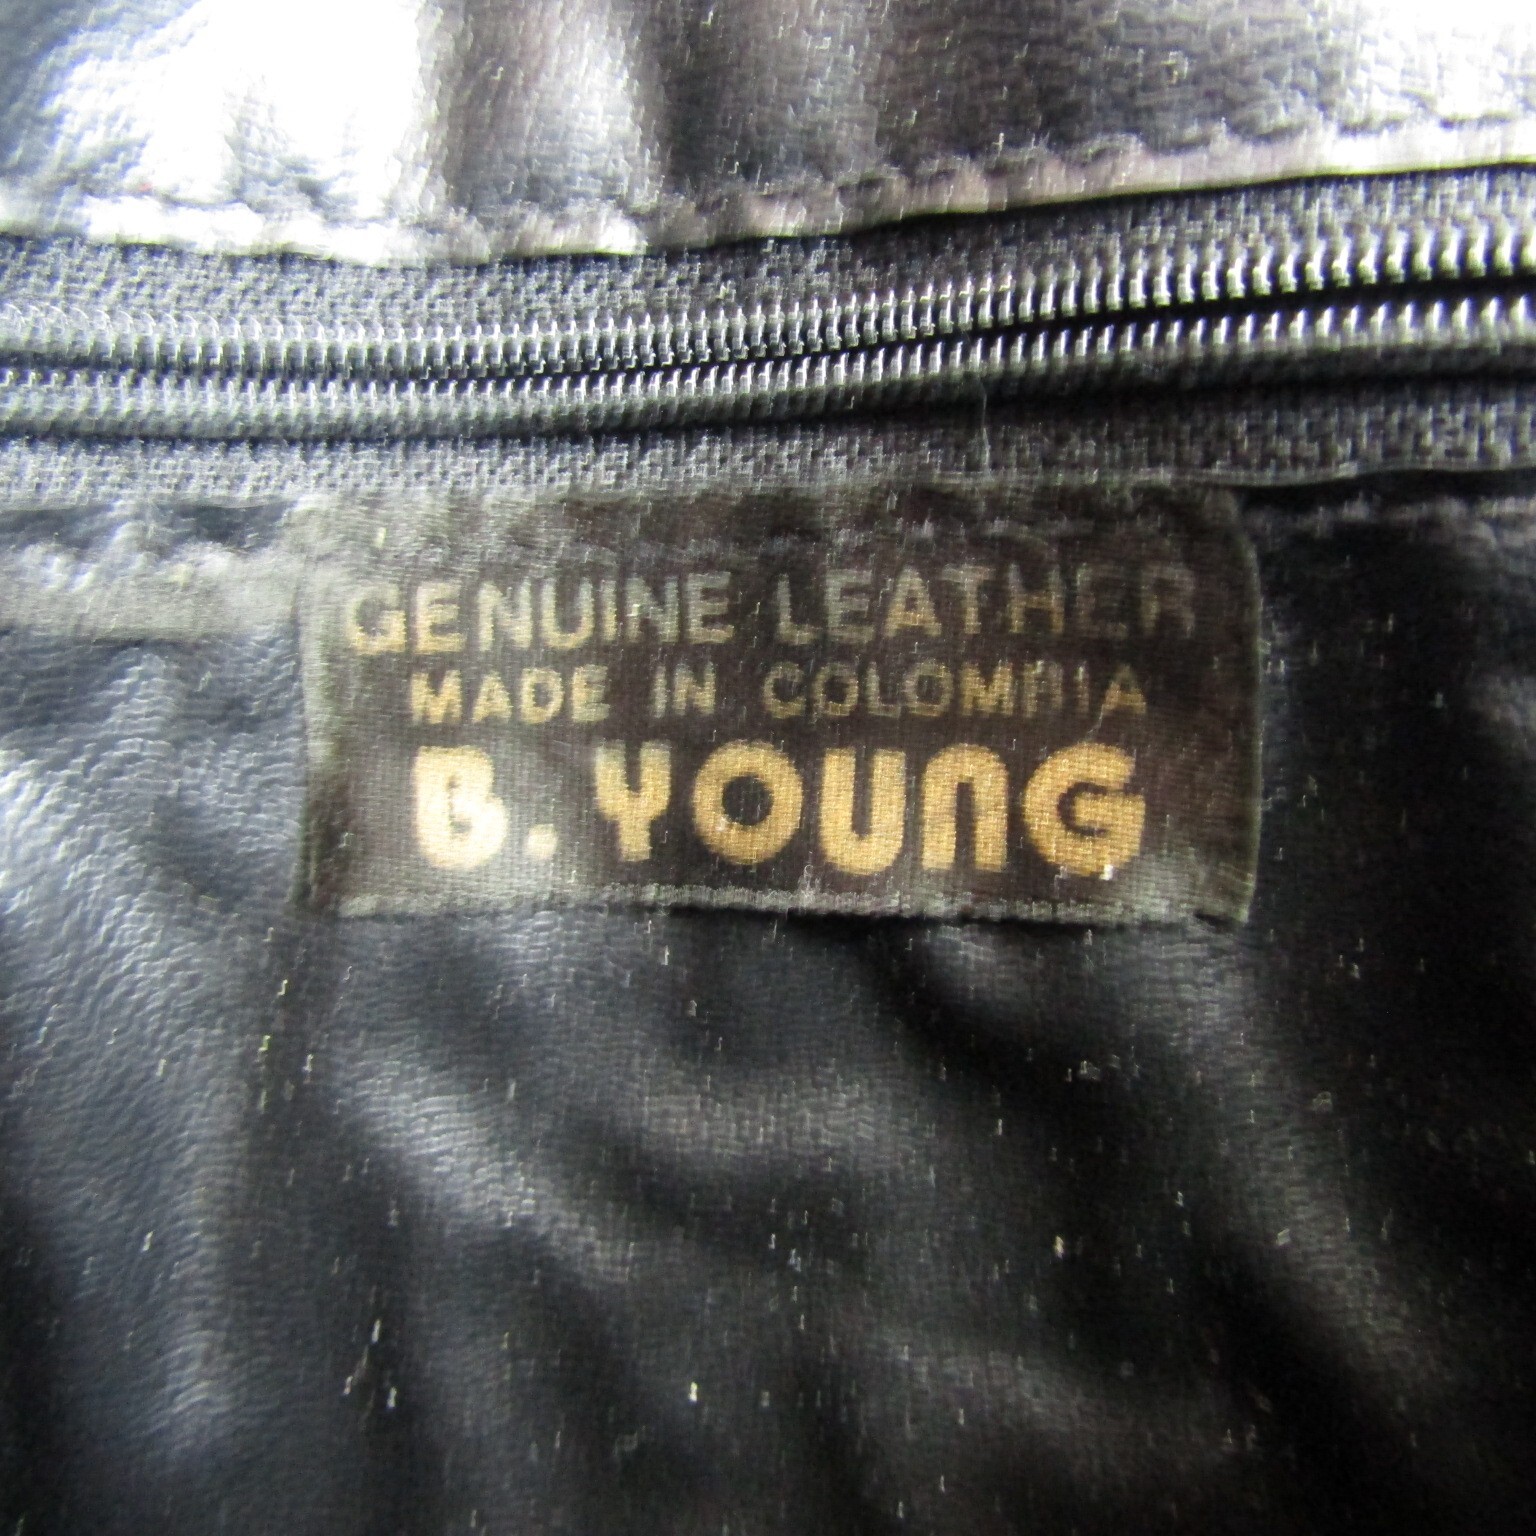 GENUINE LEATHER
MADE IN COLOMBIA
B. YOUNG